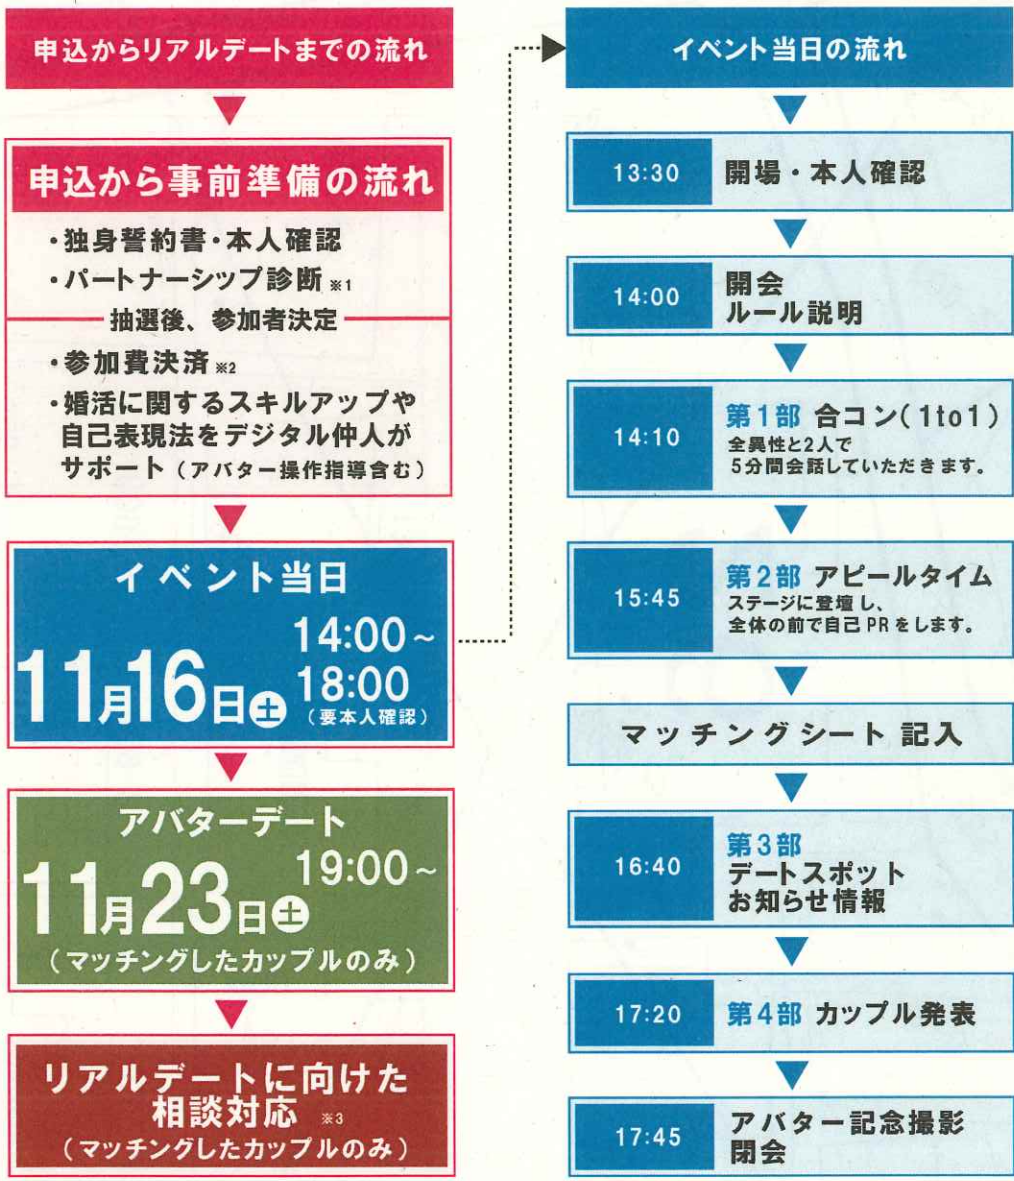 申込からリアルデートまでの流れ
申込から事前準備の流れ
・独身誓約書・本人確認
・パートナーシップ診断 ※1
抽選後、参加者決定
・参加費決済 ※2
・婚活に関するスキルアップや
自己表現法をデジタル仲人が
サポート（アバター操作指導含む）
イベント当日
11月16日土 14:00~
18:00
（要本人確認）
アバターデート
11月23日土 19:00~
（マッチングしたカップルのみ）
リアルデートに向けた
相談対応 ※3
（マッチングしたカップルのみ）
イベント当日の流れ
13:30 開場・本人確認
14:00 開会
ルール説明
14:10 第1部 合コン(1to1)
全異性と2人で
5分間会話していただきます。
15:45 第2部 アピールタイム
ステージに登壇し、
全体の前で自己PRをします。
マッチングシート 記入
16:40 第3部
デートスポット
お知らせ情報
17:20 第4部 カップル発表
17:45 アバター記念撮影
閉会